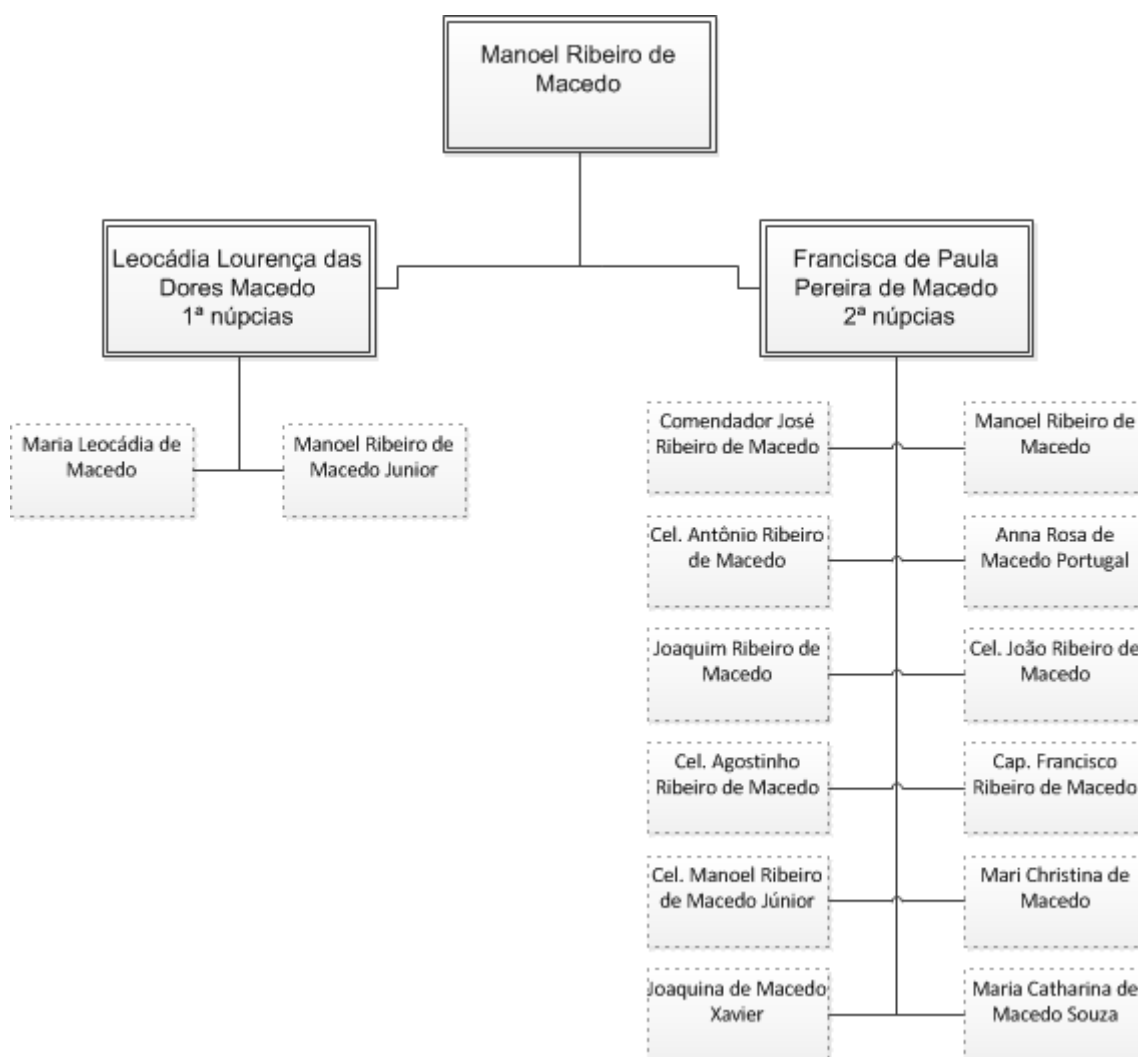 Manoel Ribeiro de
Macedo
Leocádia Lourença das
Dores Macedo
1ª núpcias
Francisca de Paula
Pereira de Macedo
2ª núpcias
Maria Leocádia de
Macedo
Manoel Ribeiro de
Macedo Junior
Comendador José
Ribeiro de Macedo
Manoel Ribeiro de
Macedo
Cel. Antônio Ribeiro
de Macedo
Anna Rosa de
Macedo Portugal
Joaquim Ribeiro de
Macedo
Cel. João Ribeiro de
Macedo
Cel. Agostinho
Ribeiro de Macedo
Cap. Francisco
Ribeiro de Macedo
Cel. Manoel Ribeiro
de Macedo Júnior
Mari Christina de
Macedo
Joaquina de Macedo
Xavier
Maria Catharina de
Macedo Souza